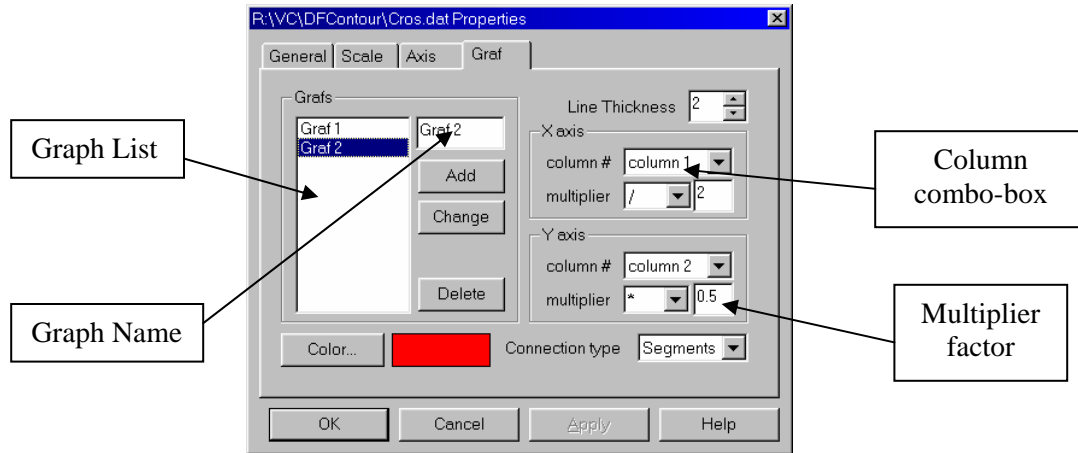 R:\VC\DFContour\Cros.dat Properties
General Scale Axis Graf
Grafs
Graf 1
Graf 2
Graf 2
Add
Change
Delete
Line Thickness 2
X axis
column # column 1
multiplier / 2
Y axis
column # column 2
multiplier * 0.5
Color...
Connection type Segments
OK Cancel Apply Help
Graph List
Graph Name
Column
combo-box
Multiplier
factor